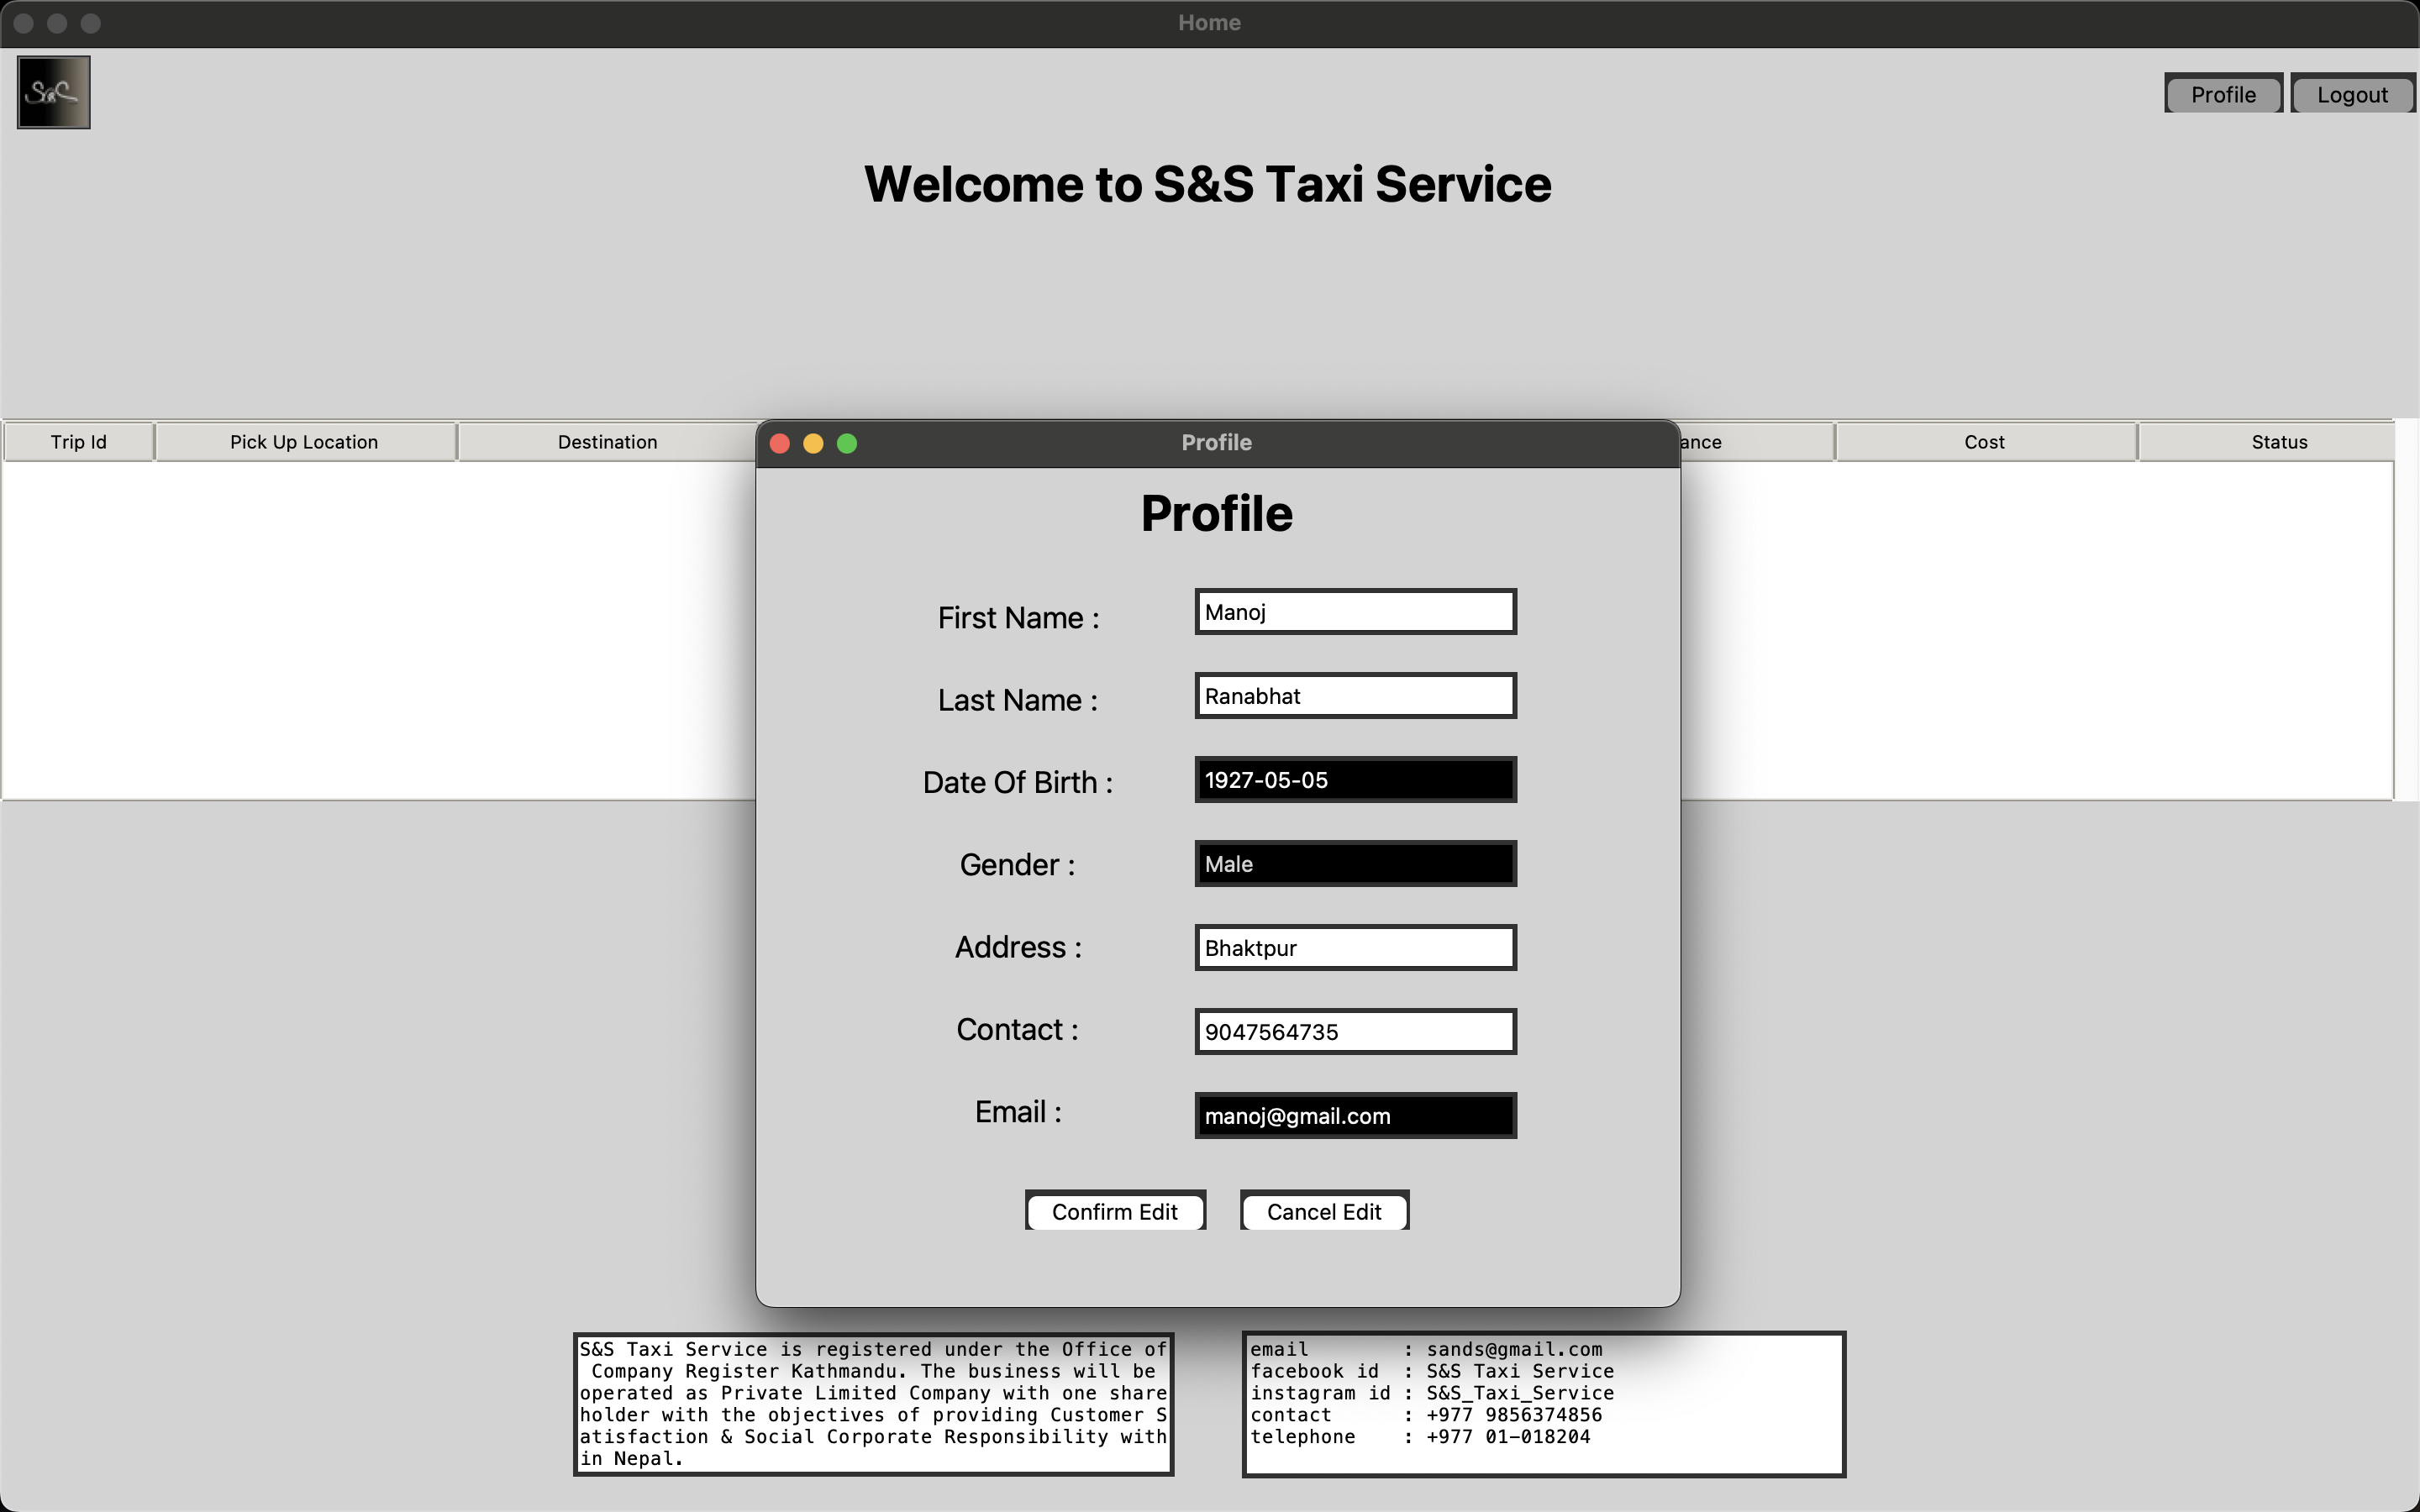 Home
S&S
Profile
Logout
Welcome to S&S Taxi Service
Trip Id
Pick Up Location
Destination
ance
Cost
Status
Profile
Profile
First Name :
Manoj
Last Name :
Ranabhat
Date Of Birth :
1927-05-05
Gender :
Male
Address :
Bhaktpur
Contact :
9047564735
Email :
manoj@gmail.com
Confirm Edit
Cancel Edit
S&S Taxi Service is registered under the Office of
Company Register Kathmandu. The business will be
operated as Private Limited Company with one share
holder with the objectives of providing Customer S
atisfaction & Social Corporate Responsibility with
in Nepal.
email : sands@gmail.com
facebook id : S&S Taxi Service
instagram id : S&S_Taxi_Service
contact : +977 9856374856
telephone : +977 01-018204